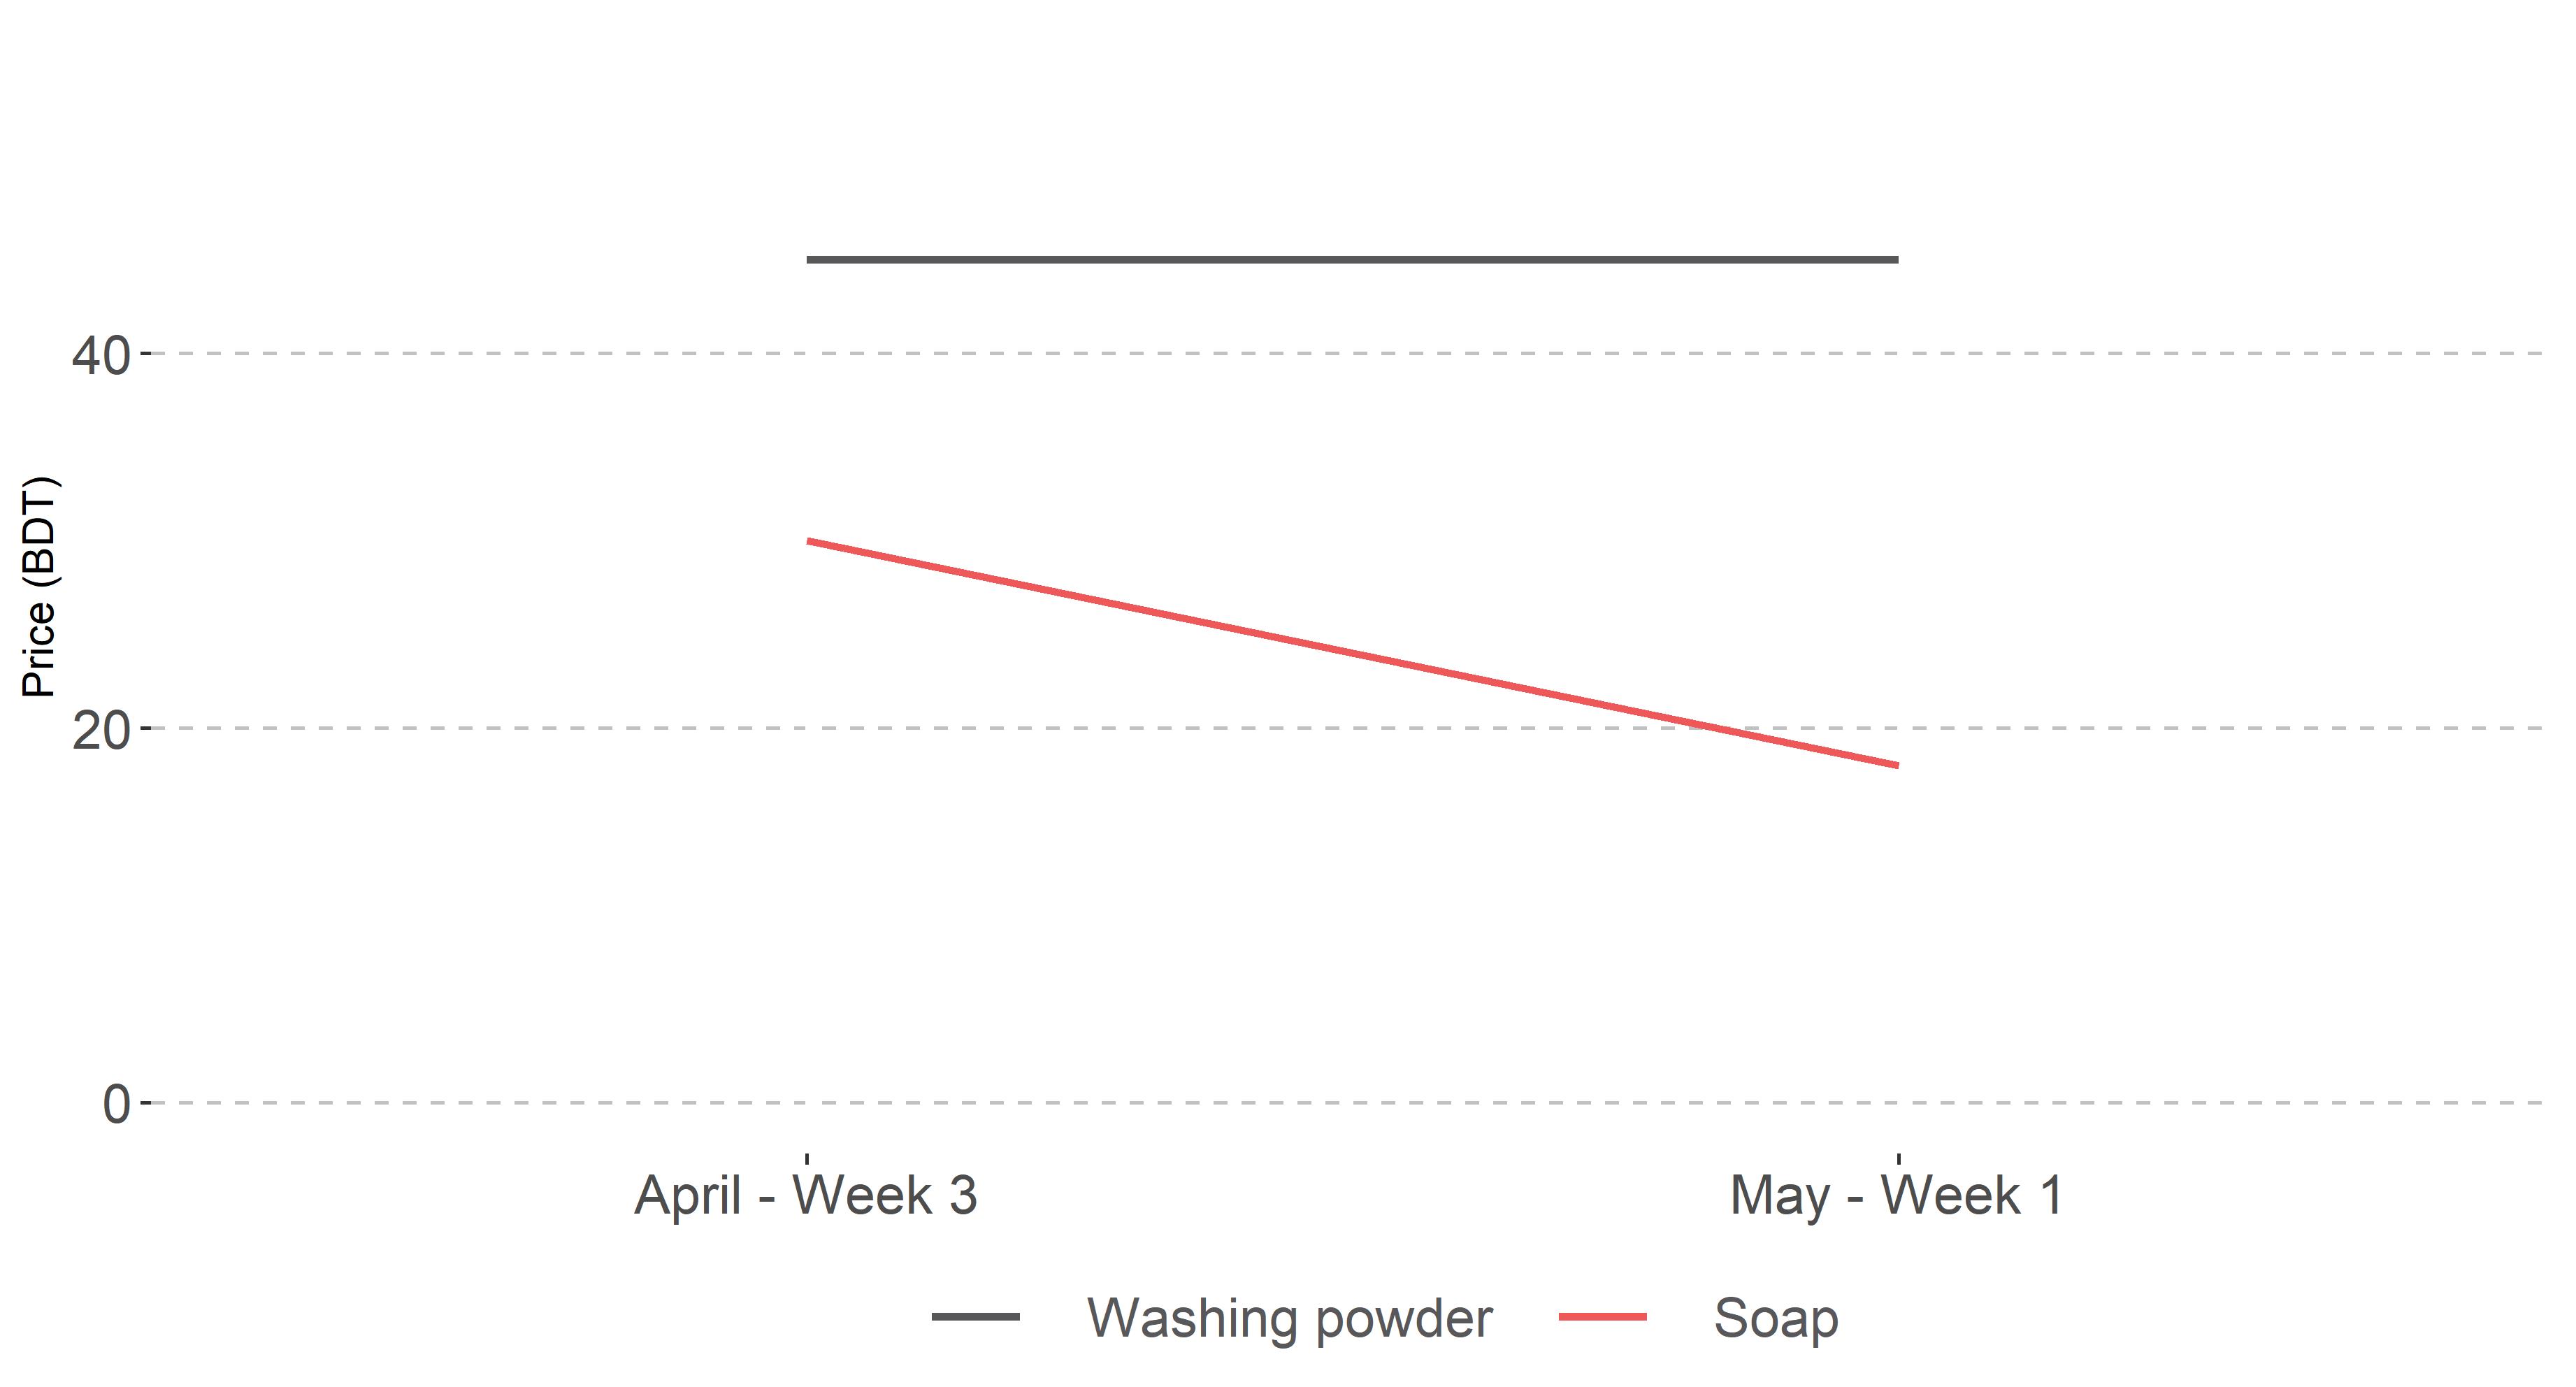 Price (BDT)
40
20
0
April - Week 3
May - Week 1
Washing powder
Soap